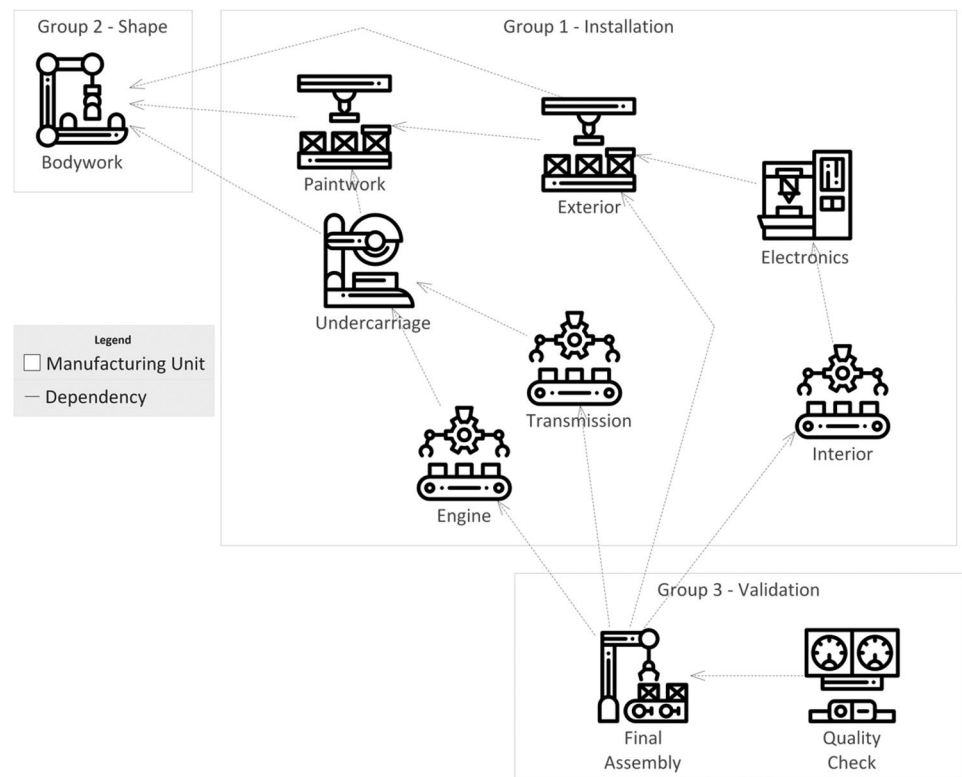 Group 2 - Shape
Group 1 - Installation
Bodywork
Paintwork
Exterior
Electronics
Undercarriage
Legend
Manufacturing Unit
Dependency
Transmission
Interior
Engine
Group 3 - Validation
Final
Assembly
Quality
Check